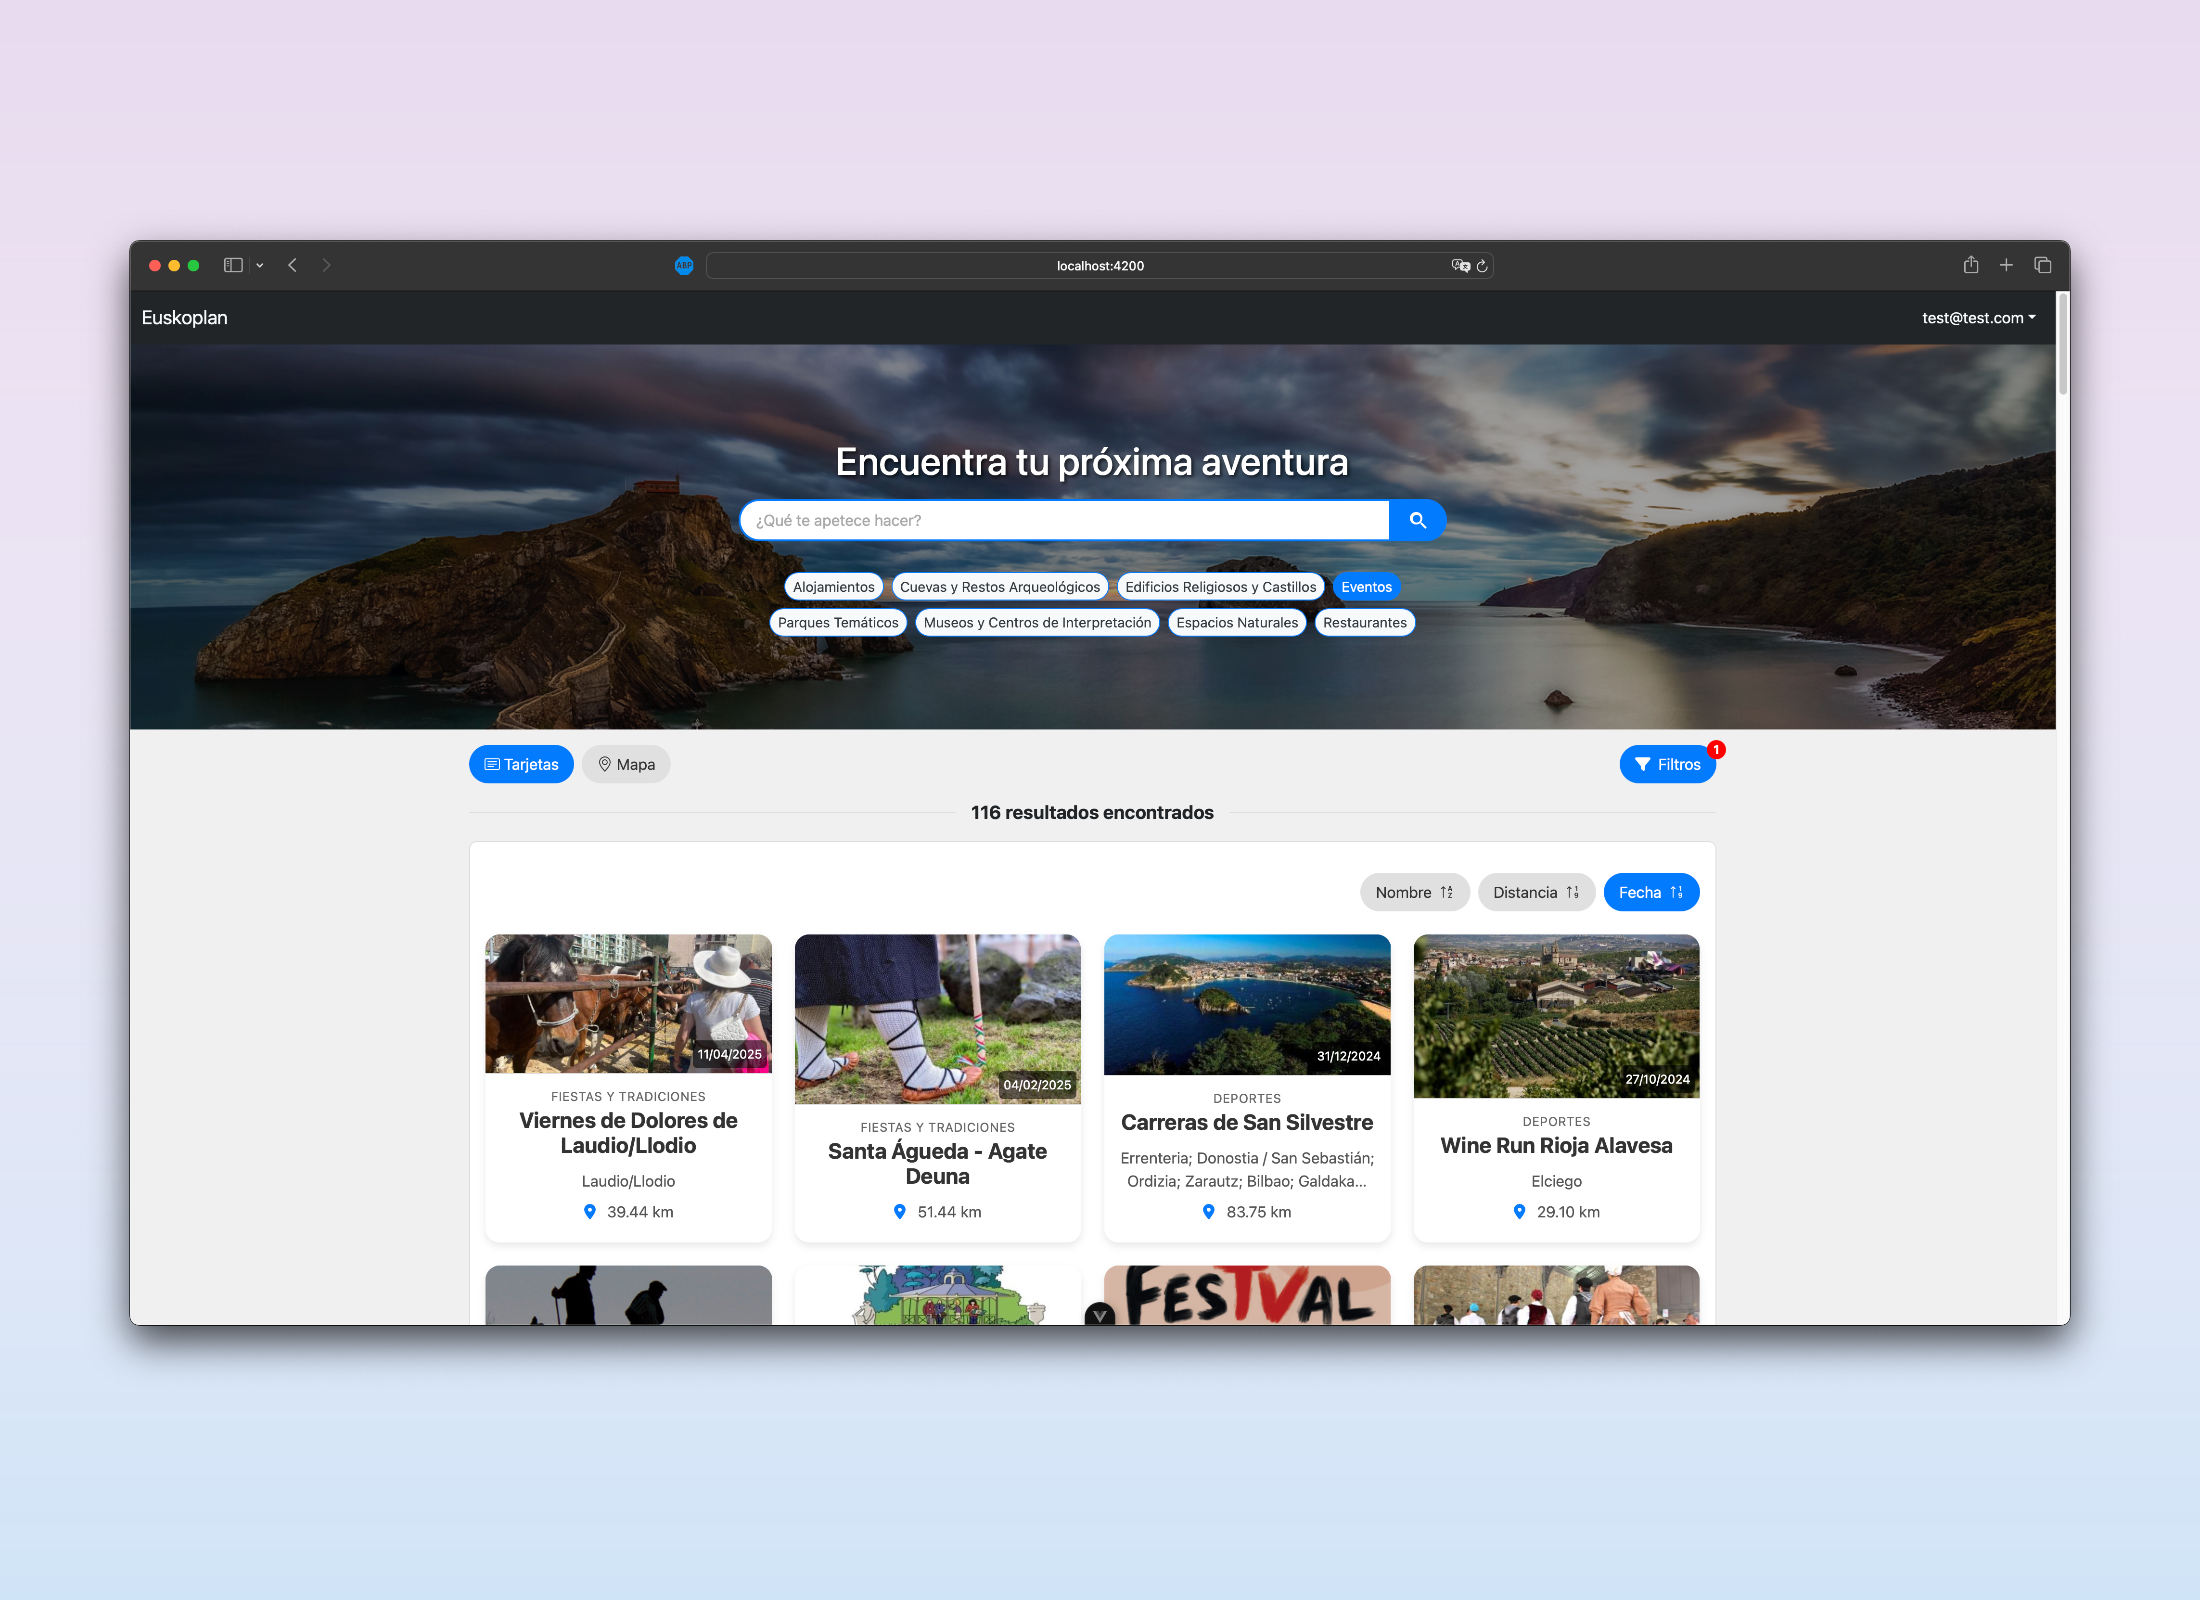 ABP
localhost:4200
Euskoplan
test@test.com
Encuentra tu próxima aventura
¿Qué te apetece hacer?
Alojamientos
Cuevas y Restos Arqueológicos
Edificios Religiosos y Castillos
Eventos
Parques Temáticos
Museos y Centros de Interpretación
Espacios Naturales
Restaurantes
Tarjetas
Mapa
Filtros
1
116 resultados encontrados
Nombre
Distancia
Fecha
11/04/2025
FIESTAS Y TRADICIONES
Viernes de Dolores de
Laudio/Llodio
Laudio/Llodio
39.44 km
04/02/2025
FIESTAS Y TRADICIONES
Santa Águeda - Agate
Deuna
51.44 km
31/12/2024
DEPORTES
Carreras de San Silvestre
Errenteria; Donostia / San Sebastián;
Ordizia; Zarautz; Bilbao; Galdaka...
83.75 km
27/10/2024
DEPORTES
Wine Run Rioja Alavesa
Elciego
29.10 km
FESTVAL